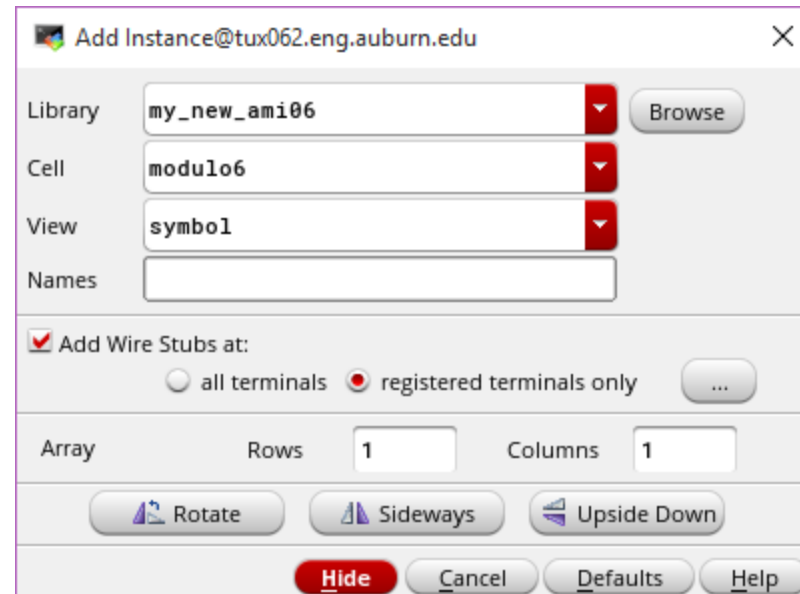 Add Instance@tux062.eng.auburn.edu
Library my_new_ami06 Browse
Cell modulo6
View symbol
Names
Add Wire Stubs at:
all terminals registered terminals only ...
Array Rows 1 Columns 1
Rotate Sideways Upside Down
Hide Cancel Defaults Help